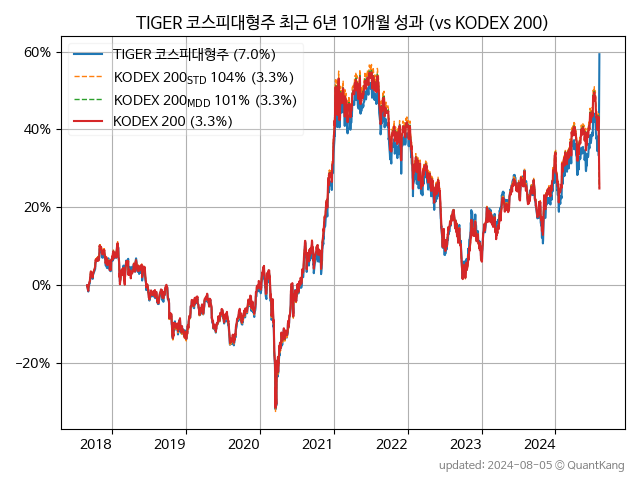 TIGER 코스피대형주 최근 6년 10개월 성과 (vs KODEX 200)
TIGER 코스피대형주 (7.0%)
KODEX 200STD 104% (3.3%)
KODEX 200MDD 101% (3.3%)
KODEX 200 (3.3%)
60%
40%
20%
0%
−20%
2018 2019 2020 2021 2022 2023 2024
updated: 2024-08-05 © QuantKang